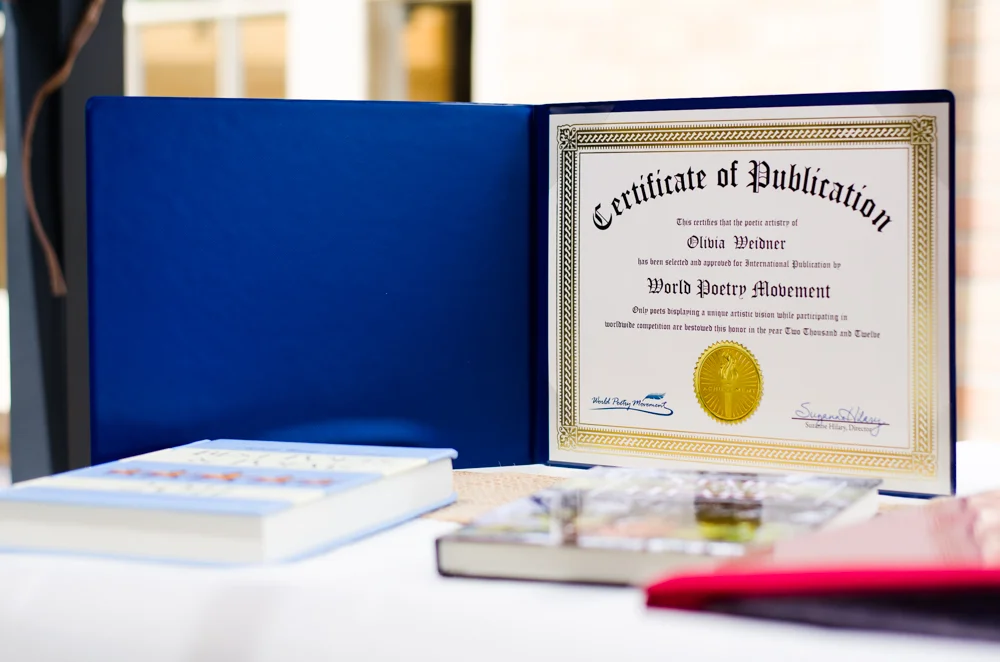 Certificate of Publication
This certifies that the poetic artistry of
Olivia Weidner
has been selected and approved for International Publication by
World Poetry Movement
Only poets displaying a unique artistic vision while participating in
worldwide competition are bestowed this honor in the year Two Thousand and Twelve
World Poetry Movement
Suzanne Hilary
Suzanne Hilary, Director